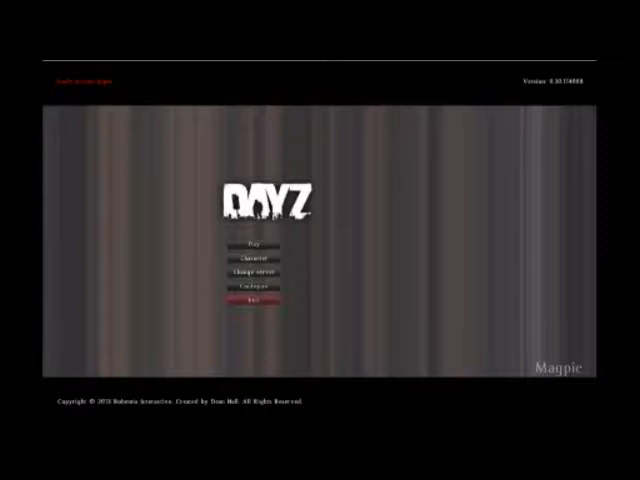 Version: 0.30.114008
DAYZ
Play
Character
Change server
Configure
Exit
Magpie
Copyright © 2013 Bohemia Interactive. Created by Dean Hall. All Rights Reserved.